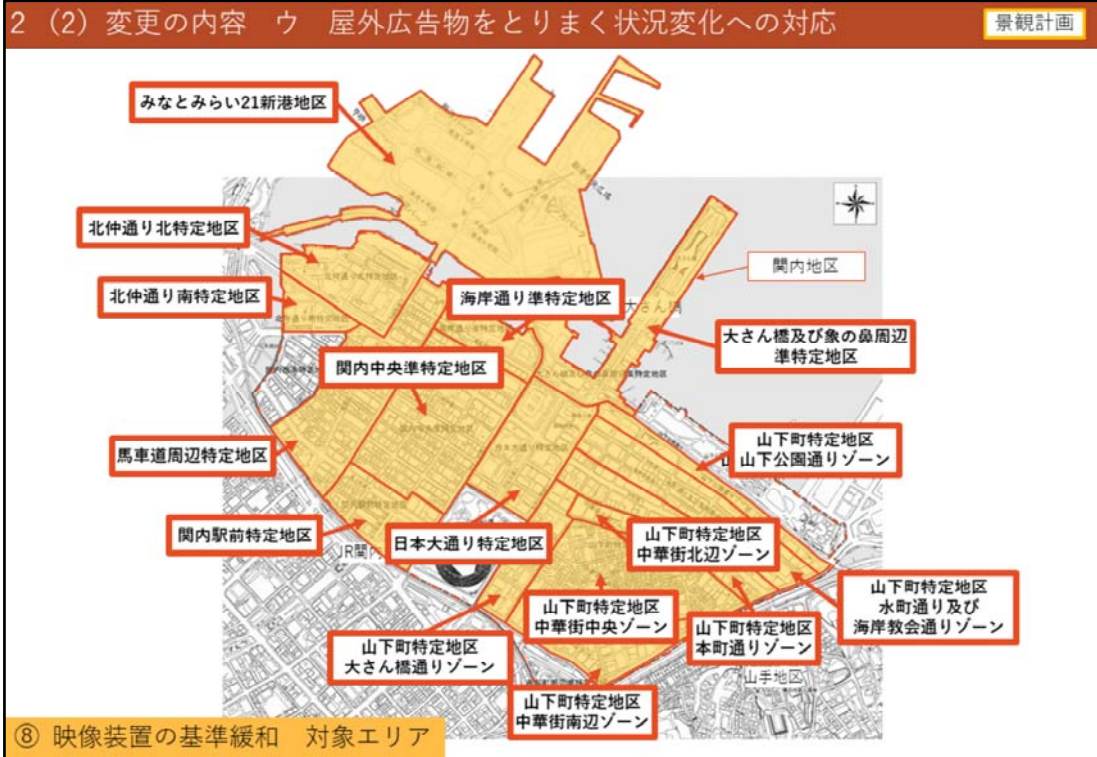 2 (2) 変更の内容 ウ 屋外広告物をとりまく状況変化への対応
景観計画
みなとみらい21新港地区
北仲通り北特定地区
関内地区
北仲通り南特定地区
海岸通り準特定地区
大さん橋
大さん橋及び象の鼻周辺
準特定地区
関内中央準特定地区
山下町特定地区
山下公園通りゾーン
馬車道周辺特定地区
関内駅前特定地区
日本大通り特定地区
山下町特定地区
中華街北辺ゾーン
JR関内
山下町特定地区
水町通り及び
海岸教会通りゾーン
山下町特定地区
中華街中央ゾーン
山下町特定地区
本町通りゾーン
山下町特定地区
大さん橋通りゾーン
山手地区
山下町特定地区
中華街南辺ゾーン
⑧ 映像装置の基準緩和 対象エリア